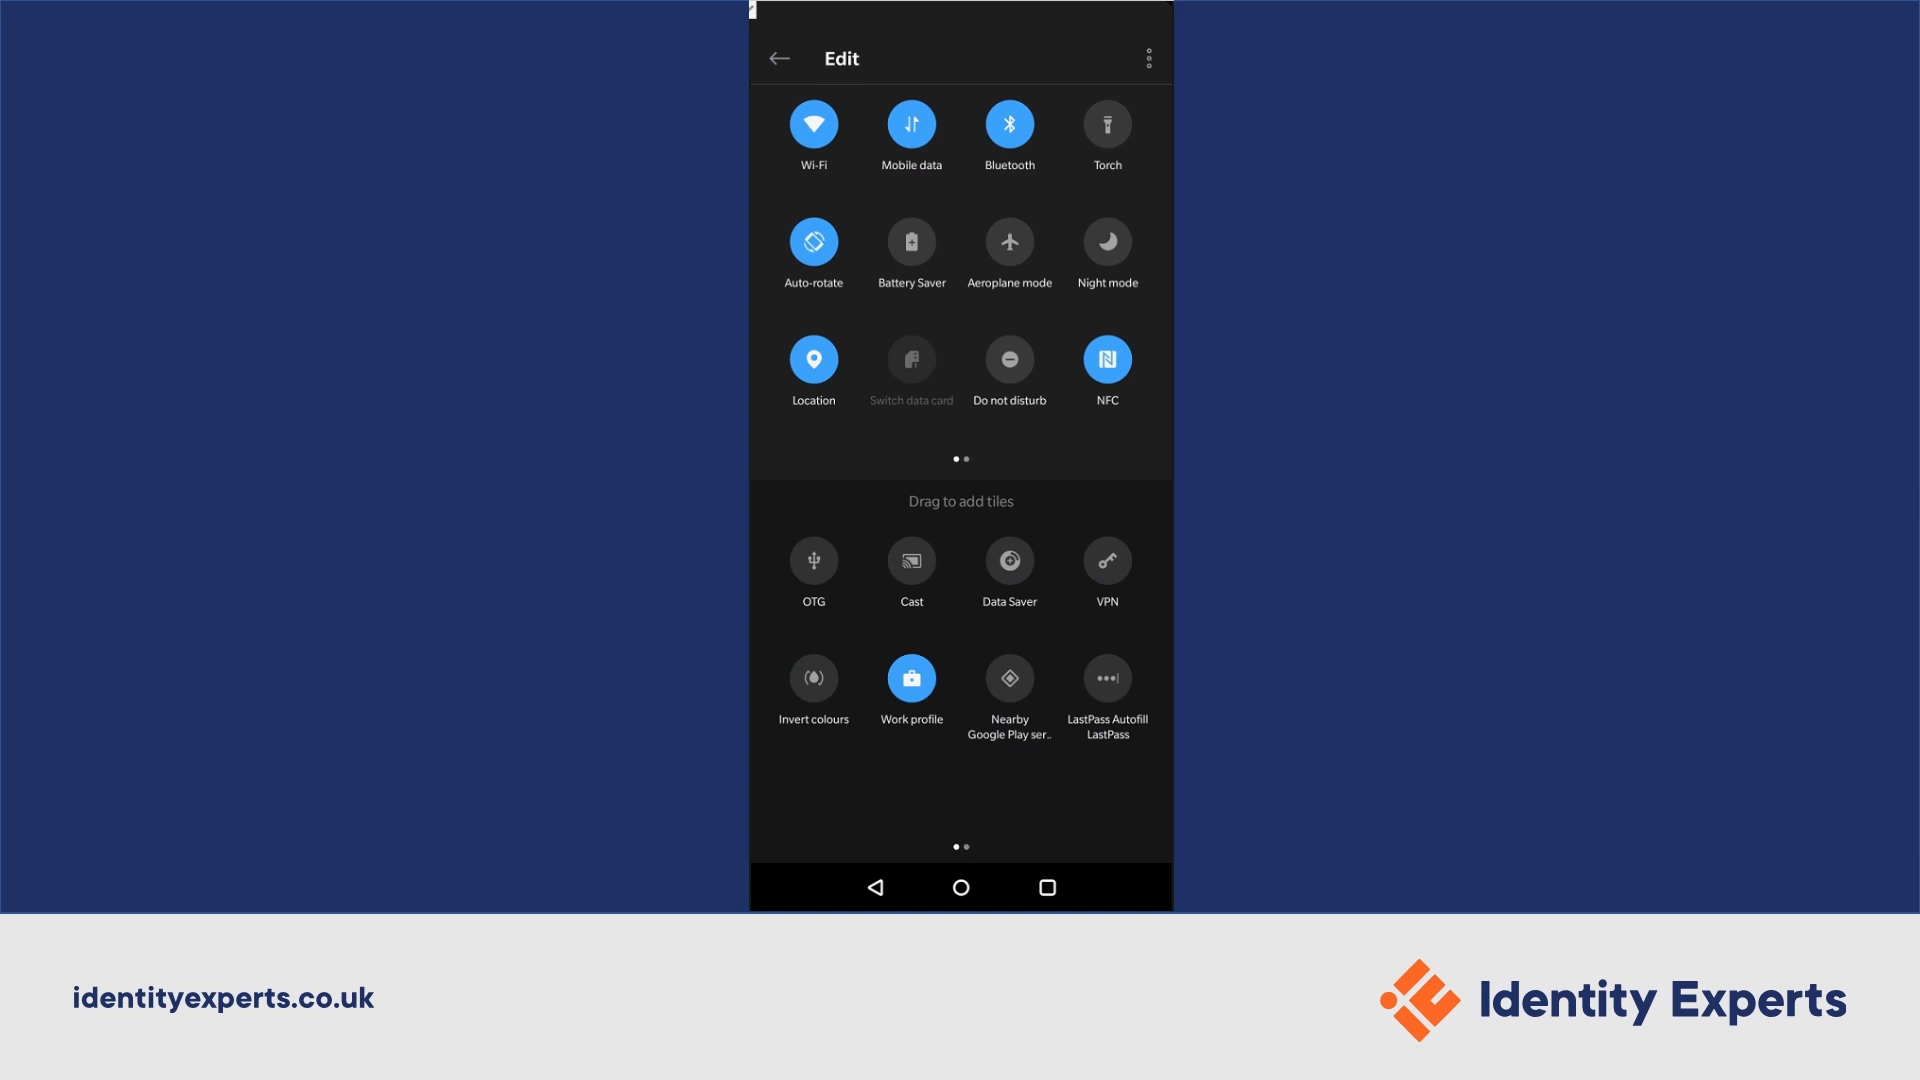 Edit
Wi-Fi
Mobile data
Bluetooth
Torch
Auto-rotate
Battery Saver
Aeroplane mode
Night mode
Location
Switch data card
Do not disturb
NFC
Drag to add tiles
OTG
Cast
Data Saver
VPN
Invert colours
Work profile
Nearby
Google Play ser..
LastPass Autofill
LastPass
identityexperts.co.uk
Identity Experts